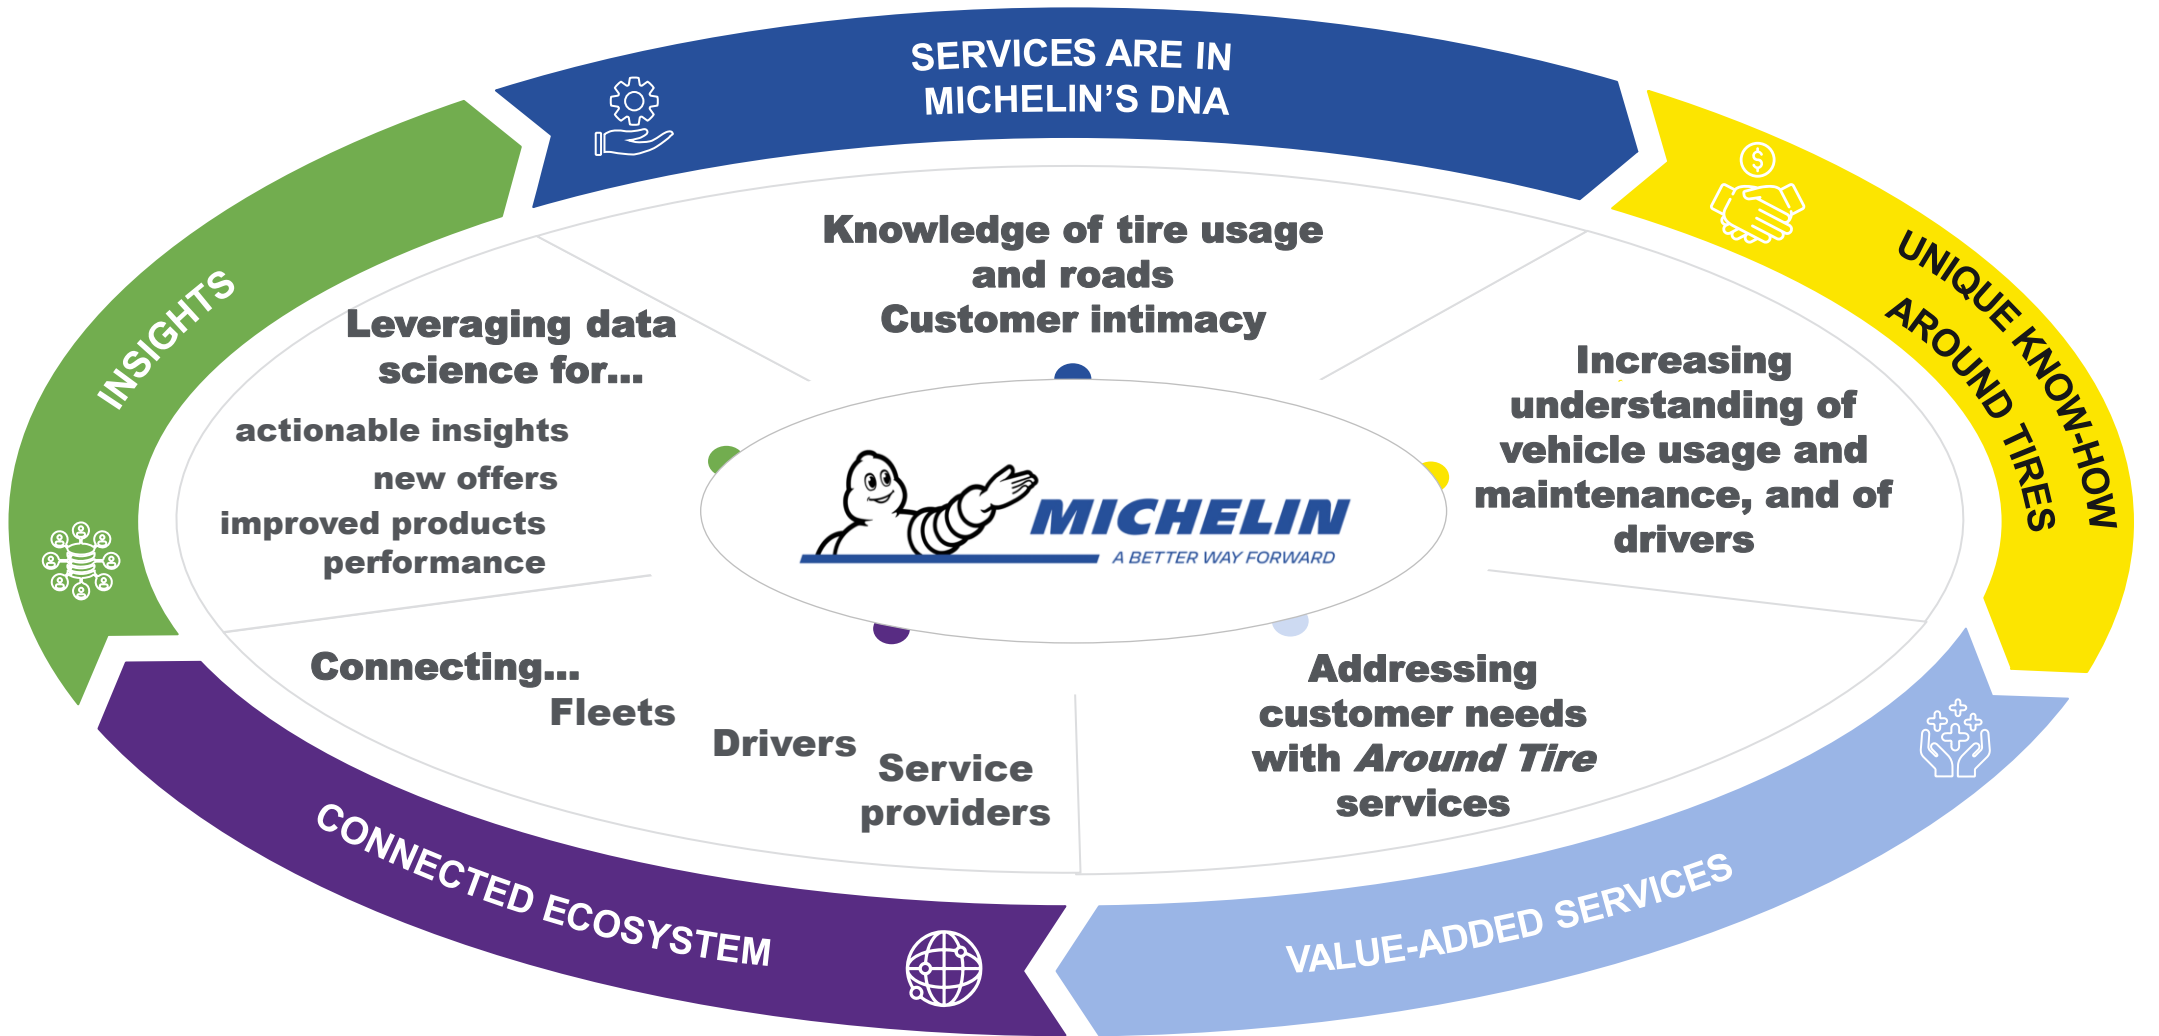 SERVICES ARE IN
MICHELIN’S DNA
Knowledge of tire usage
and roads
Customer intimacy
UNIQUE KNOW-HOW
AROUND TIRES
$
Increasing
understanding of
vehicle usage and
maintenance, and of
drivers
VALUE-ADDED SERVICES
Addressing
customer needs
with Around Tire
services
CONNECTED ECOSYSTEM
Connecting...
Fleets
Drivers
Service
providers
INSIGHTS
Leveraging data
science for...
actionable insights
new offers
improved products
performance
MICHELIN
A BETTER WAY FORWARD